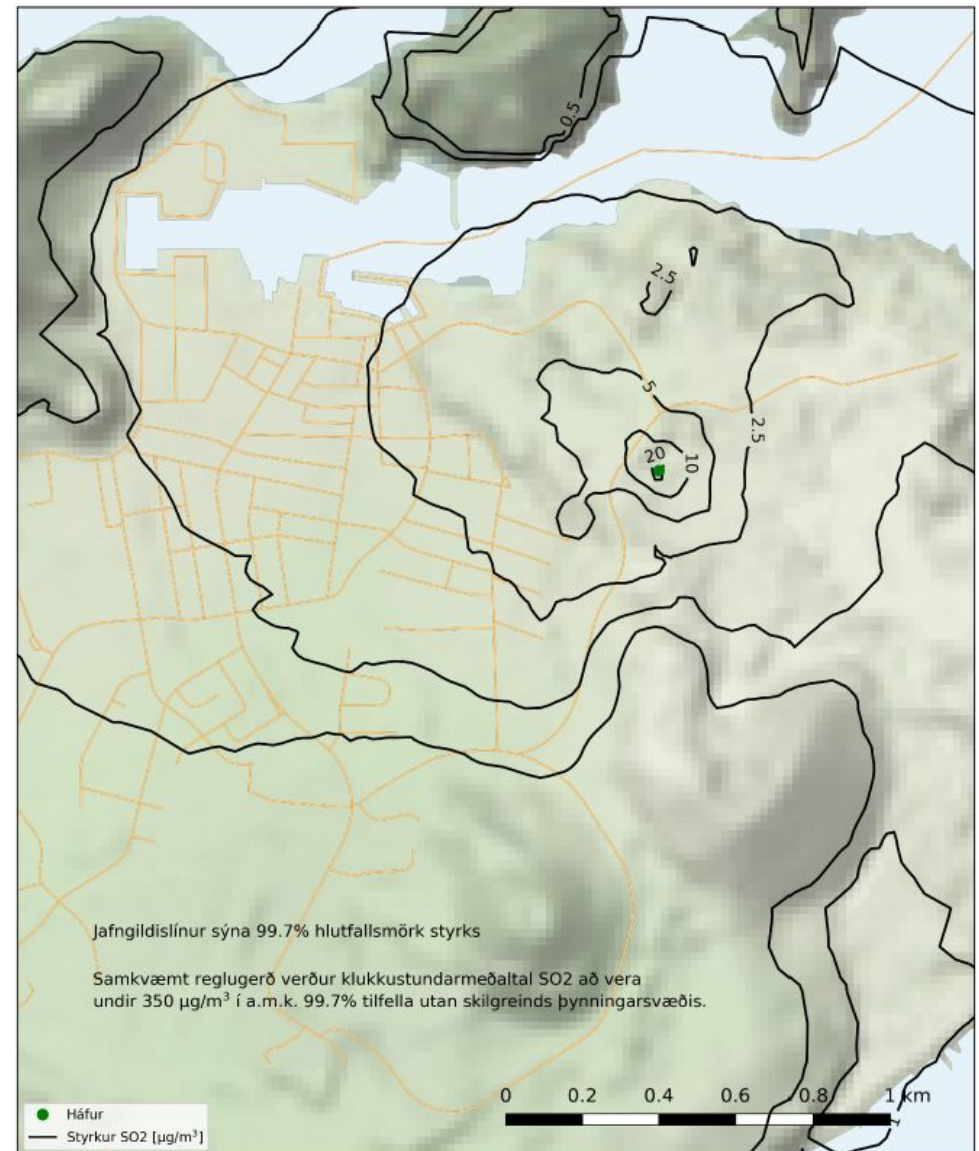 0.5
2.5
5
2.5
20
10
Jafngildislínur sýna 99.7% hlutfallsmörk styrks
Samkvæmt reglugerð verður klukkustundarmeðaltal SO2 að vera
undir 350 µg/m³ í a.m.k. 99.7% tilfella utan skilgreinds þynningarsvæðis.
0 0.2 0.4 0.6 0.8 1 km
1
Háfur
Styrkur SO2 [µg/m³]